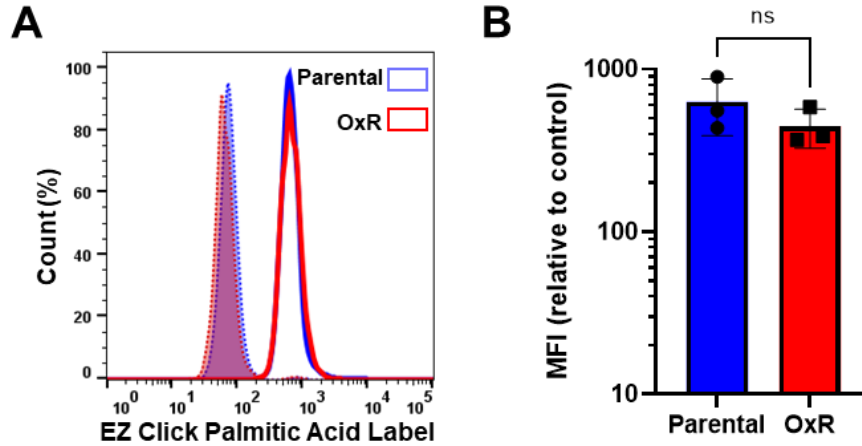 A
Count (%)
100
80
60
40
20
0
Parental
OxR
10^0 10^1 10^2 10^3 10^4 10^5
EZ Click Palmitic Acid Label
B
ns
MFI (relative to control)
1000
100
10
Parental OxR